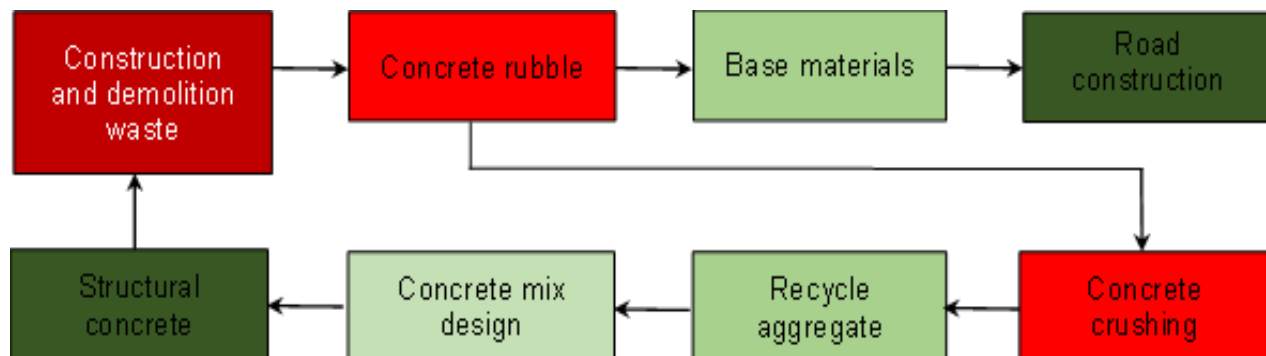 Construction
and demolition
waste
Concrete rubble
Base materials
Road
construction
Structural
concrete
Concrete mix
design
Recycle
aggregate
Concrete
crushing